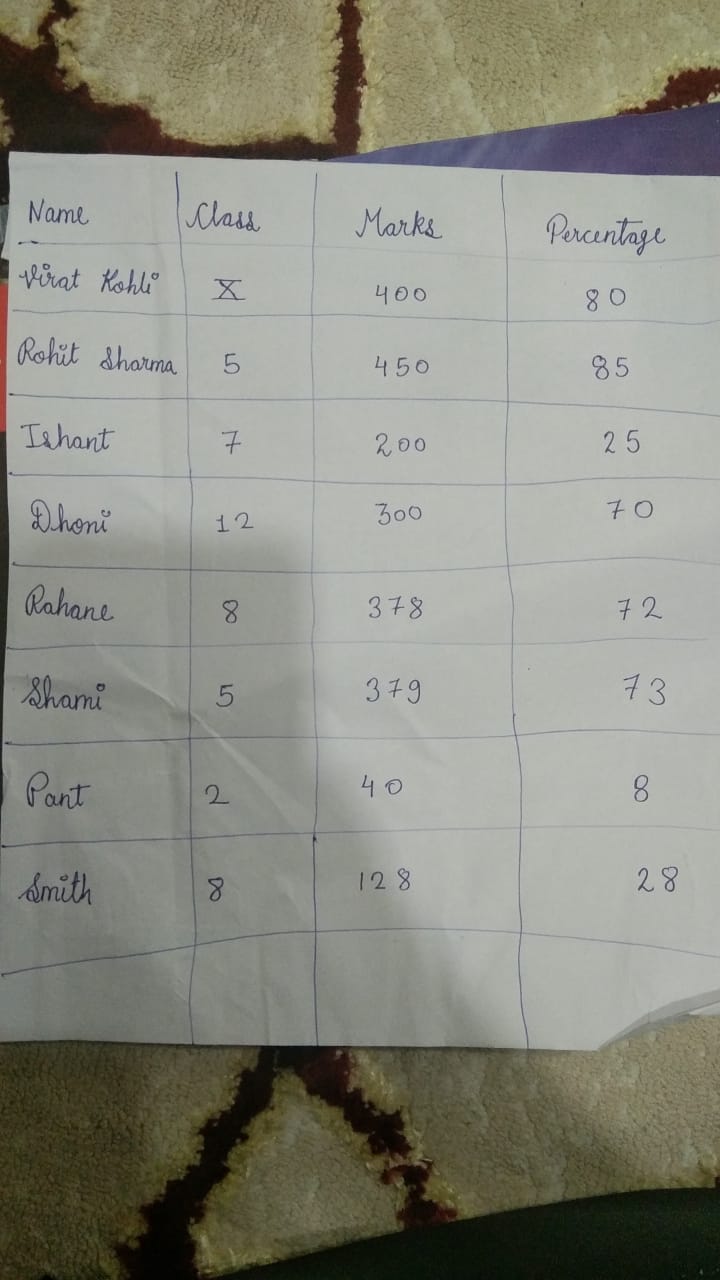 Name Class Marks Percentage
Virat Kohli X 400 80
Rohit Sharma 5 450 85
Ishant 7 200 25
Dhoni 12 300 70
Rahane 8 378 72
Shami 5 379 73
Pant 2 40 8
Smith 8 128 28